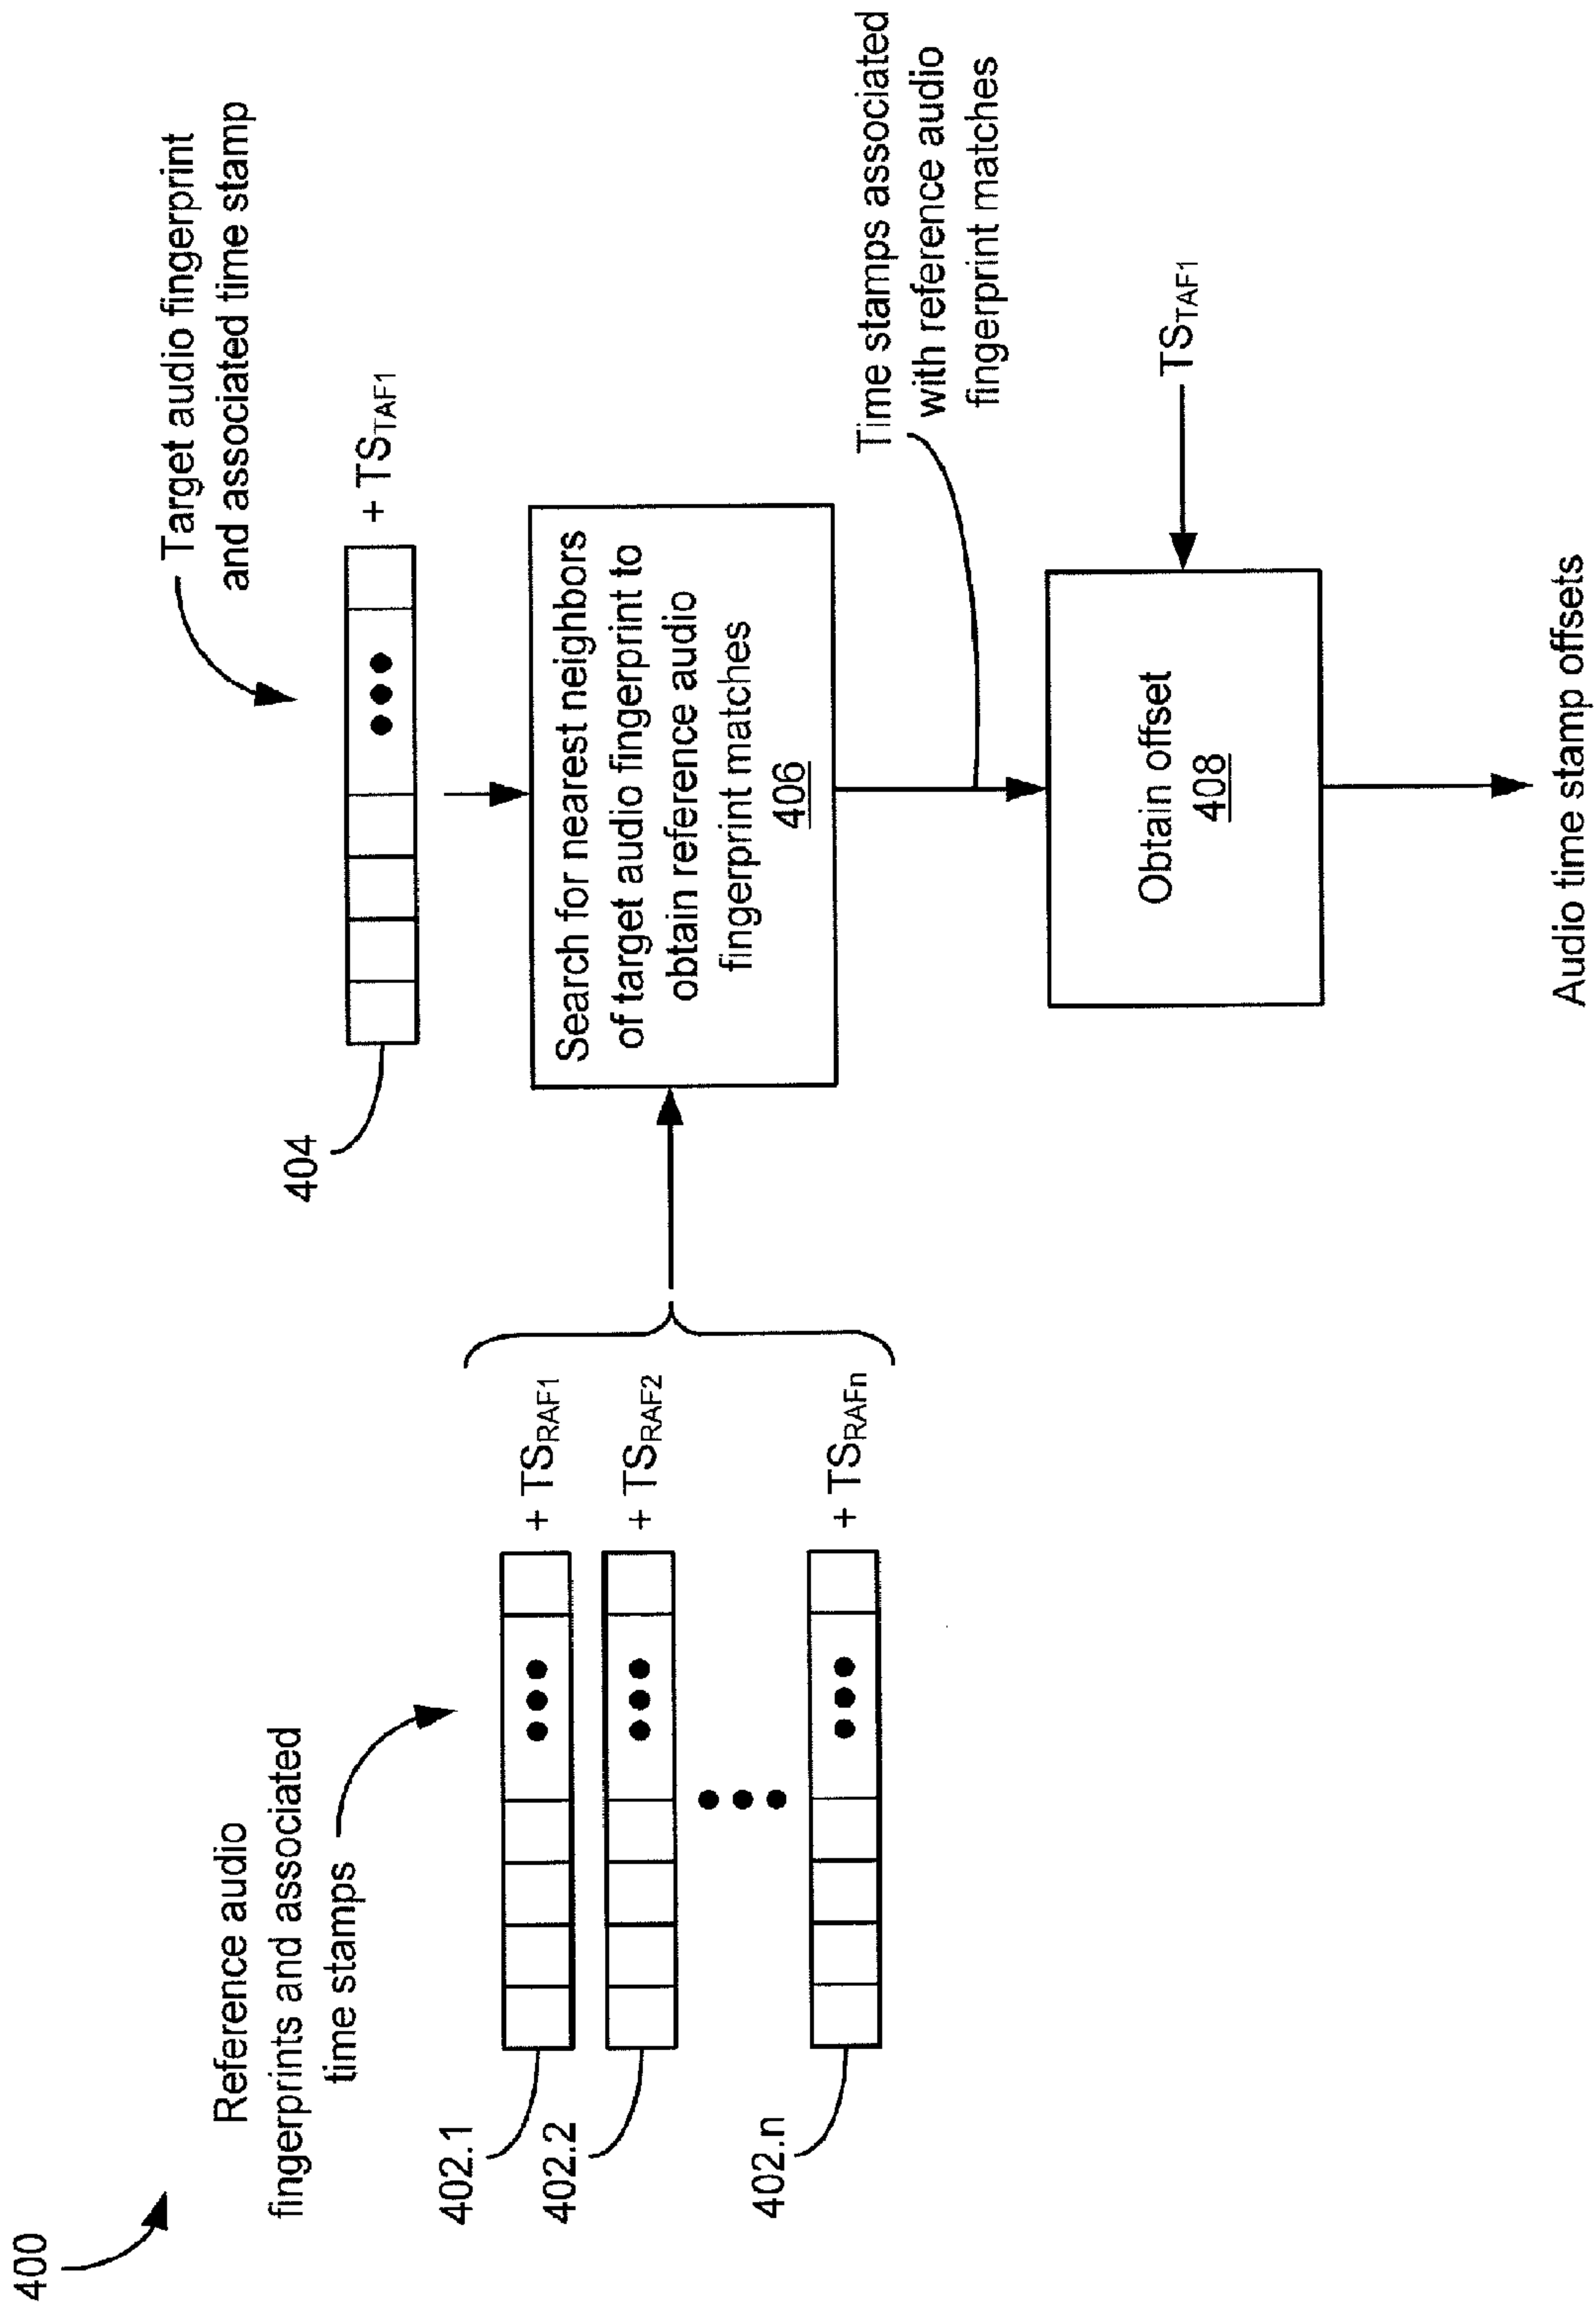 400
Reference audio
fingerprints and associated
time stamps
402.1
+ TSRAF1
402.2
+ TSRAF2
402.n
+ TSRAFn
Target audio fingerprint
and associated time stamp
404
+ TSTAF1
Search for nearest neighbors
of target audio fingerprint to
obtain reference audio
fingerprint matches
406
Time stamps associated
with reference audio
fingerprint matches
Obtain offset
408
TSTAF1
Audio time stamp offsets